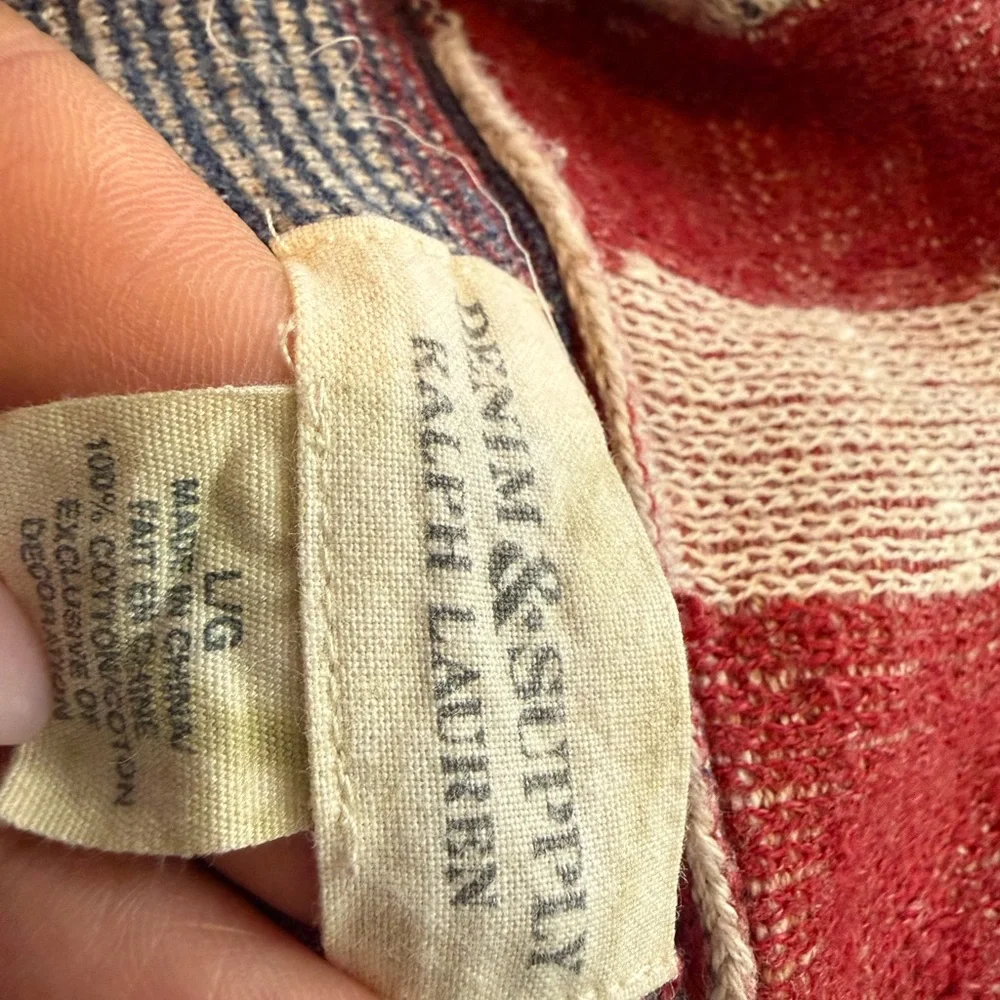 DENIM & SUPPLY
RALPH LAUREN
L/G
MADE IN CHINA
FAIT EN CHINE
100% COTTON/COTON
EXCLUSIVE OF
DECORATION